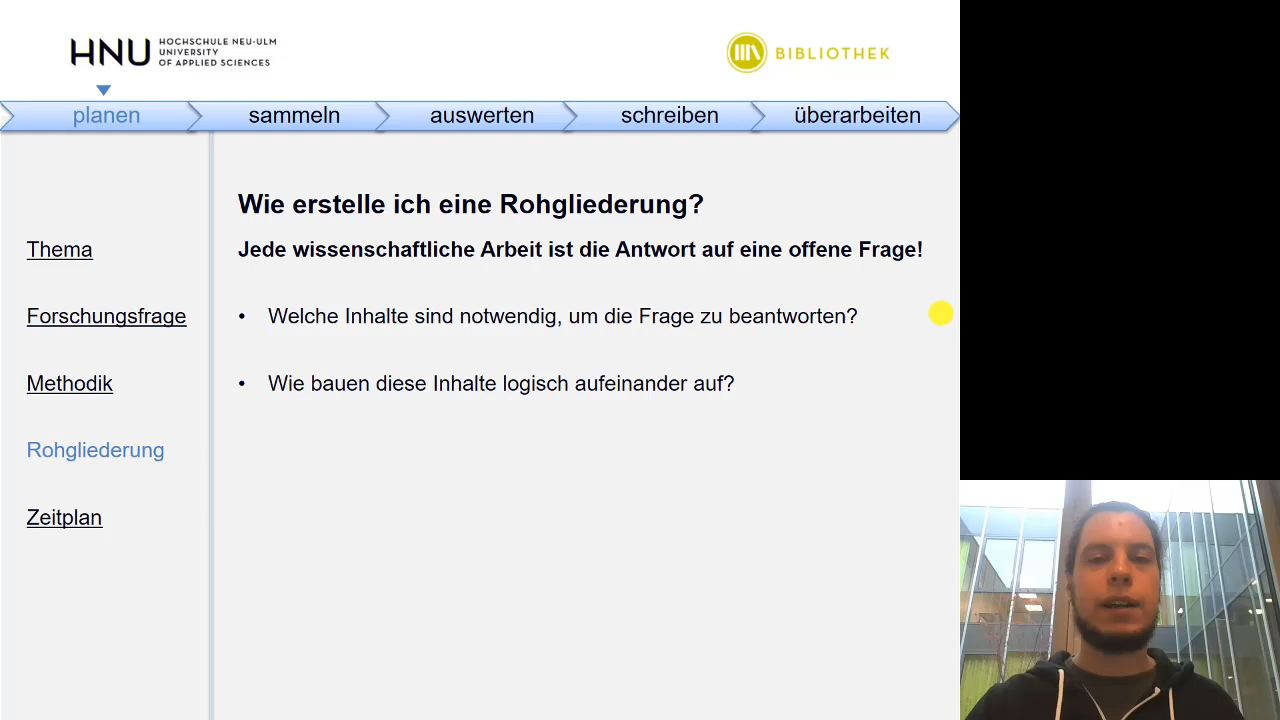 HNU HOCHSCHULE NEU-ULM
UNIVERSITY
OF APPLIED SCIENCES
BIBLIOTHEK
planen sammeln auswerten schreiben überarbeiten
Wie erstelle ich eine Rohgliederung?
Thema
Jede wissenschaftliche Arbeit ist die Antwort auf eine offene Frage!
Forschungsfrage
• Welche Inhalte sind notwendig, um die Frage zu beantworten?
Methodik
• Wie bauen diese Inhalte logisch aufeinander auf?
Rohgliederung
Zeitplan